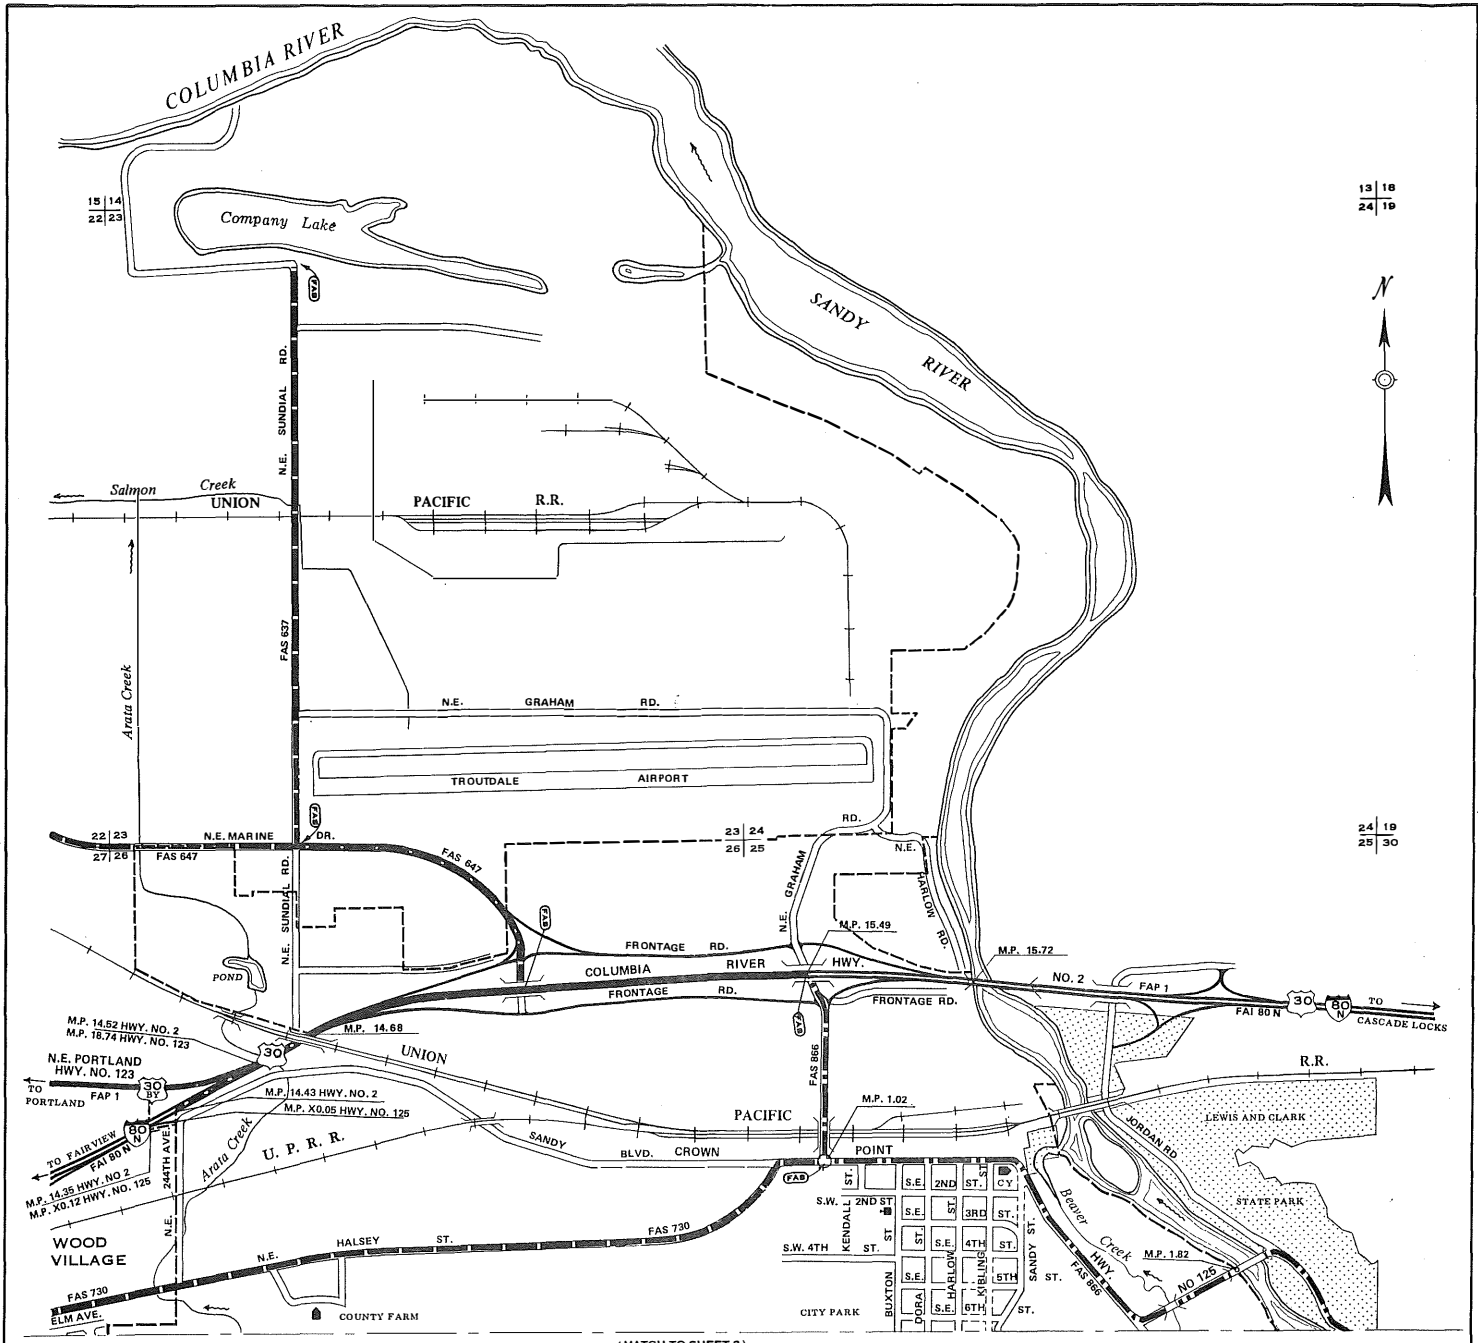 COLUMBIA RIVER
15 | 14
22 | 23
13 | 18
24 | 19
Company Lake
FAS
N
SANDY
RIVER
N.E. SUNDIAL RD.
Salmon Creek
UNION PACIFIC R.R.
FAS 637
Arata Creek
N.E. GRAHAM RD.
TROUTDALE AIRPORT
FAS
22 | 23
27 | 26
N.E. MARINE DR.
FAS 647
FAS 647
23 | 24
26 | 25
RD.
N.E.
24 | 19
25 | 30
N.E. SUNDIAL RD.
N.E. GRAHAM
HARLOW RD.
FAS
M.P. 15.49
FRONTAGE RD.
M.P. 15.72
POND
COLUMBIA RIVER HWY. NO. 2
FAP 1
FRONTAGE RD.
FRONTAGE RD.
FAI 80 N
30
80 N
TO
CASCADE LOCKS
FAS
M.P. 14.52 HWY. NO. 2
M.P. 18.74 HWY. NO. 123
M.P. 14.68
30
UNION
FAS 866
R.R.
N.E. PORTLAND
HWY. NO. 123
TO
PORTLAND
FAP 1
30
BY
M.P. 14.43 HWY. NO. 2
M.P. X0.05 HWY. NO. 125
M.P. 1.02
PACIFIC
LEWIS AND CLARK
JORDAN RD
80 N
TO FAIRVIEW
FAI 80 N
Arata Creek
U. P. R. R.
SANDY BLVD.
CROWN POINT
M.P. 14.35 HWY. NO 2
M.P. X0.12 HWY. NO. 125
N.E. 244TH AVE.
FAS
STATE PARK
KENDALL ST.
S.W. 2ND ST
S.E. 2ND ST.
ST
CY
S.E. 3RD ST.
ST
Beaver Creek
WOOD
VILLAGE
FAS 730
N.E. HALSEY ST.
S.W. 4TH ST.
S.E. 4TH ST.
BUXTON ST
DORA ST.
HARLOW
KIBLING
SANDY ST.
S.E. 5TH ST.
HWY.
FAS 866
M.P. 1.82
NO 125
FAS 730
ELM AVE.
COUNTY FARM
CITY PARK
S.E. 6TH ST.
(MATCH TO SHEET 2)